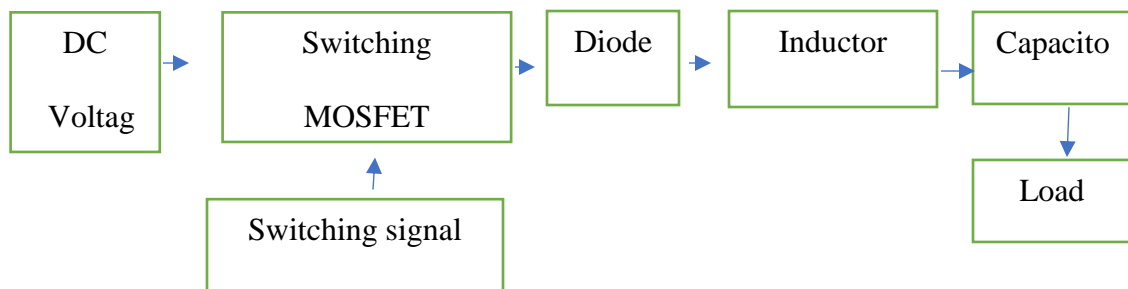 DC
Voltag
Switching
MOSFET
Diode
Inductor
Capacito
Load
Switching signal